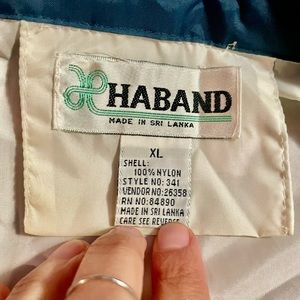 HABAND
MADE IN SRI LANKA
XL
SHELL:
100% NYLON
STYLE NO: 341
VENDOR NO: 26358
RN NO: 84890
MADE IN SRI LANKA
CARE SEE REVERSE